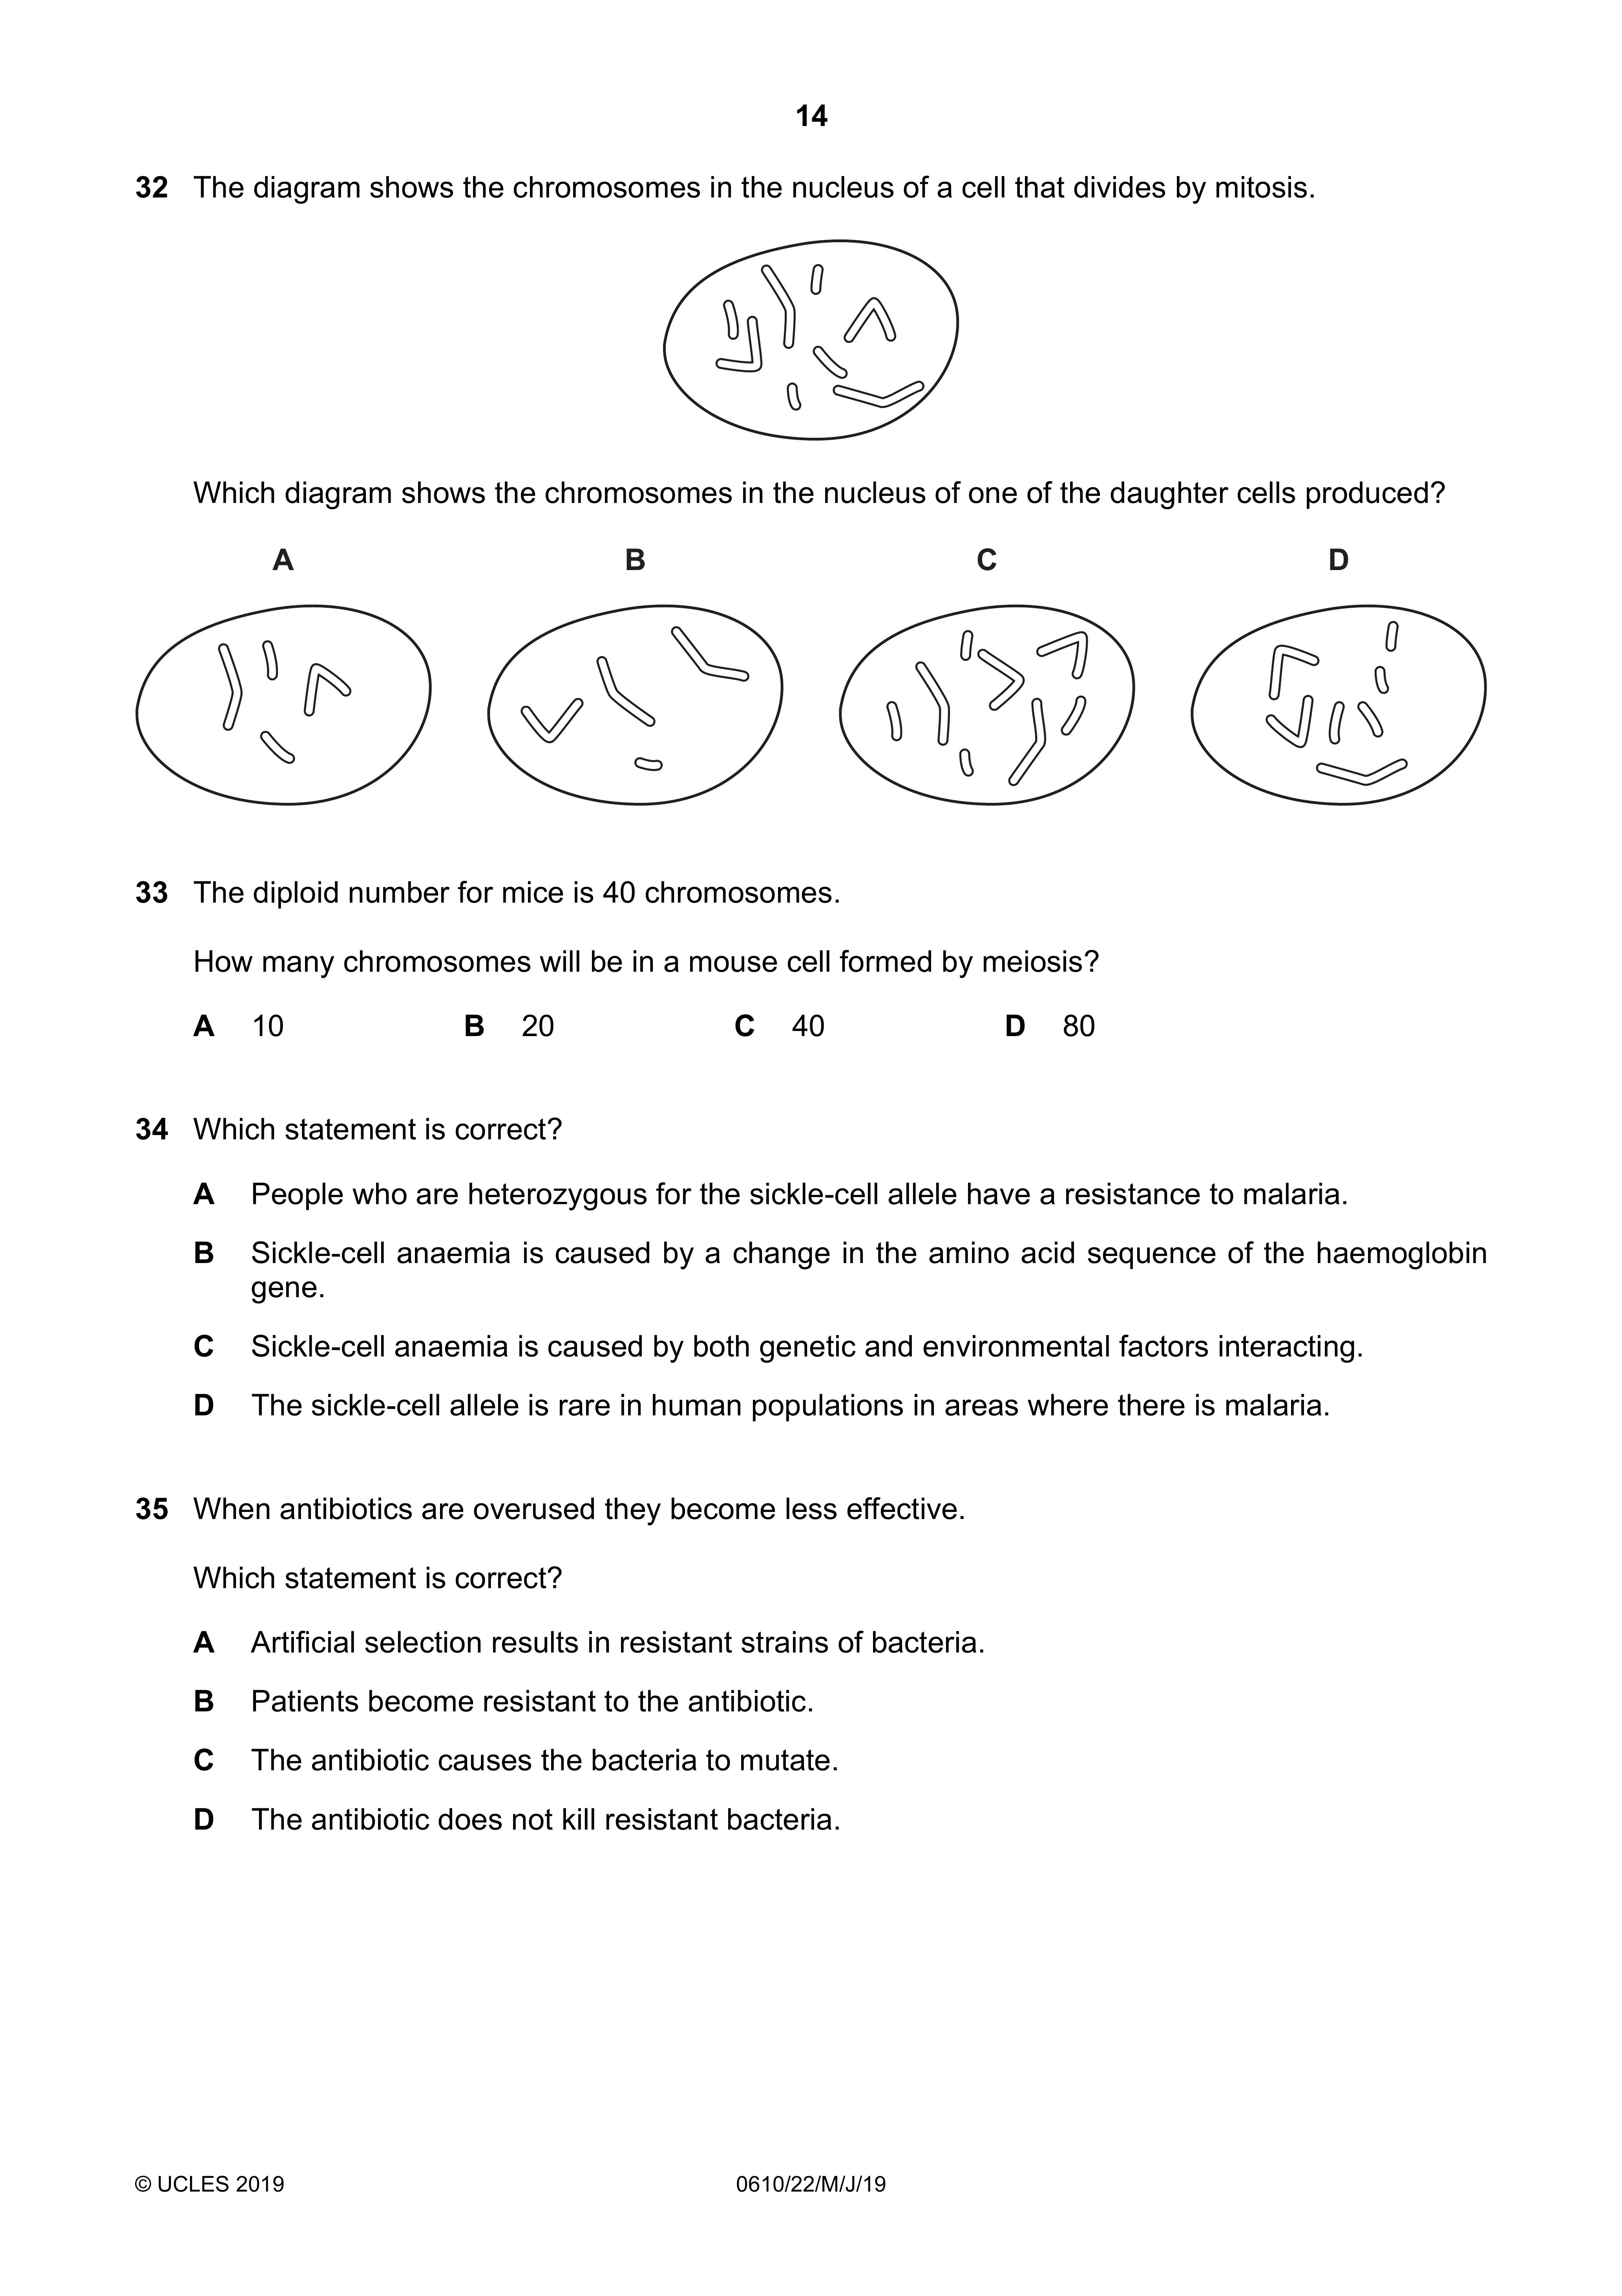 14
32 The diagram shows the chromosomes in the nucleus of a cell that divides by mitosis.
Which diagram shows the chromosomes in the nucleus of one of the daughter cells produced?
A B C D
33 The diploid number for mice is 40 chromosomes.
How many chromosomes will be in a mouse cell formed by meiosis?
A 10 B 20 C 40 D 80
34 Which statement is correct?
A People who are heterozygous for the sickle-cell allele have a resistance to malaria.
B Sickle-cell anaemia is caused by a change in the amino acid sequence of the haemoglobin
gene.
C Sickle-cell anaemia is caused by both genetic and environmental factors interacting.
D The sickle-cell allele is rare in human populations in areas where there is malaria.
35 When antibiotics are overused they become less effective.
Which statement is correct?
A Artificial selection results in resistant strains of bacteria.
B Patients become resistant to the antibiotic.
C The antibiotic causes the bacteria to mutate.
D The antibiotic does not kill resistant bacteria.
© UCLES 2019 0610/22/M/J/19